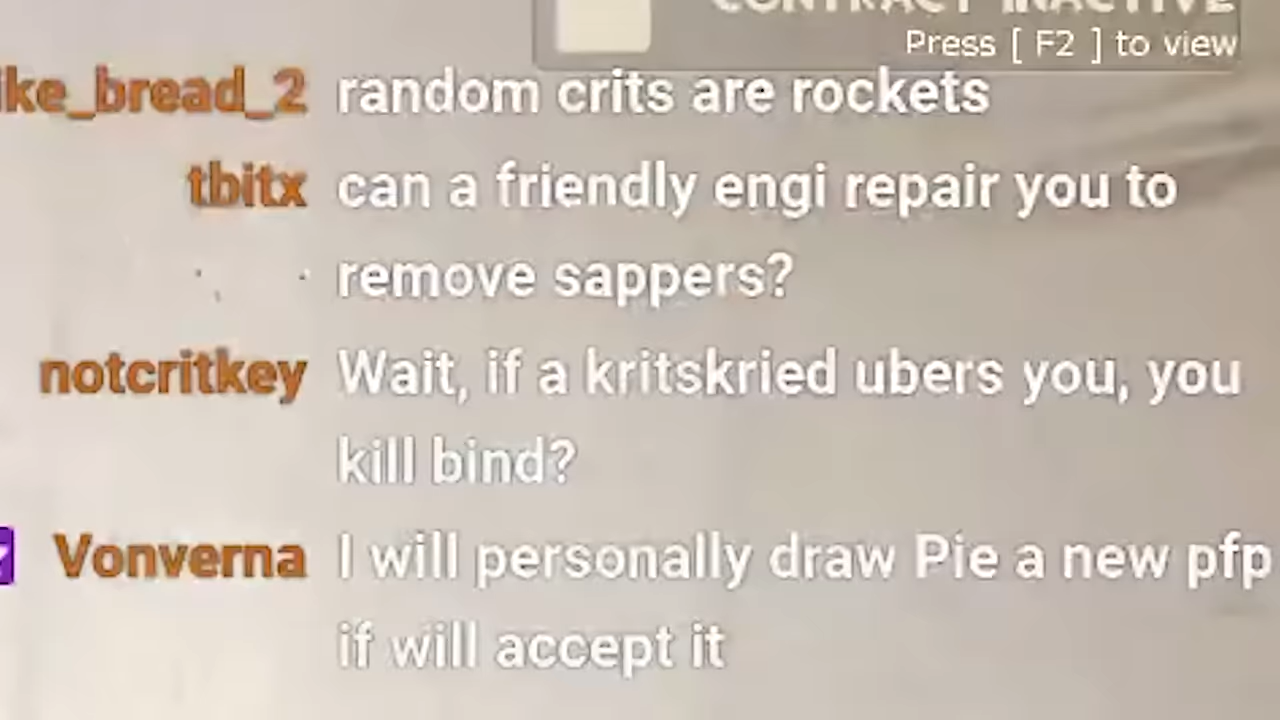 CONTRACT INACTIVE
Press [ F2 ] to view
ke_bread_2 random crits are rockets
tbitx can a friendly engi repair you to
remove sappers?
notcritkey Wait, if a kritskried ubers you, you
kill bind?
Vonverna I will personally draw Pie a new pfp
if will accept it